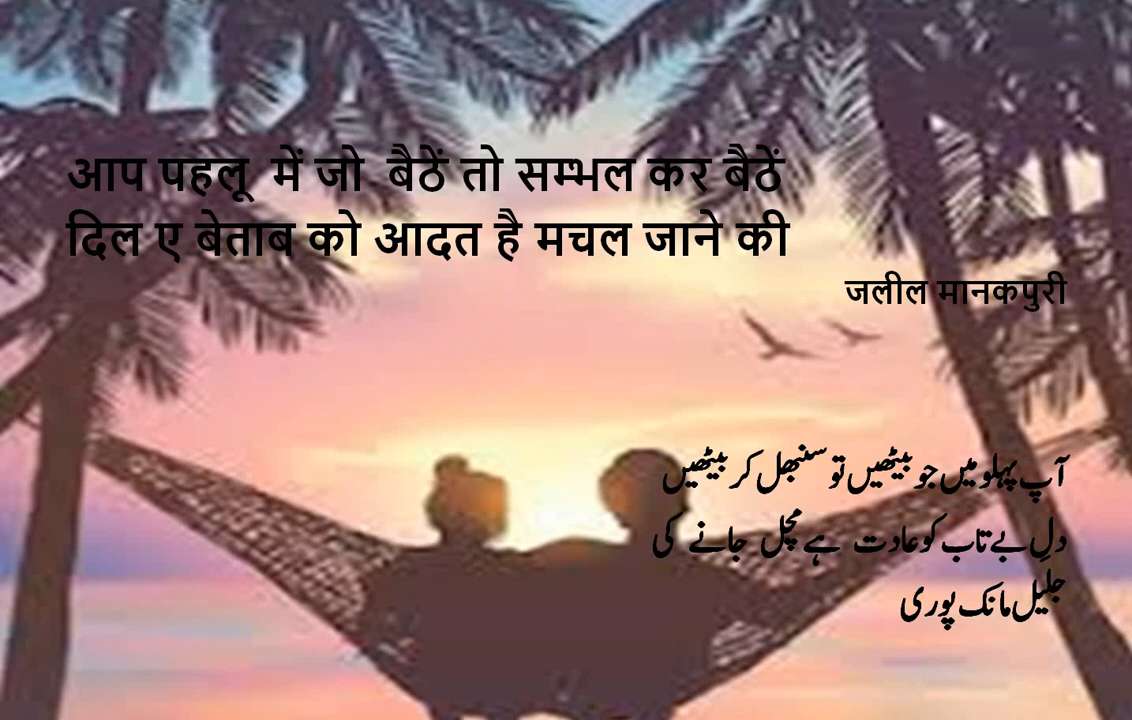 आप पहलू में जो बैठें तो सम्भल कर बैठें
दिल ए बेताब को आदत है मचल जाने की
जलील मानकपुरी
آپ پہلو میں جو بیٹھیں تو سنبھل کر بیٹھیں
دلِ بے تاب کو عادت ہے مچل جانے کی
جلیل مانک پوری